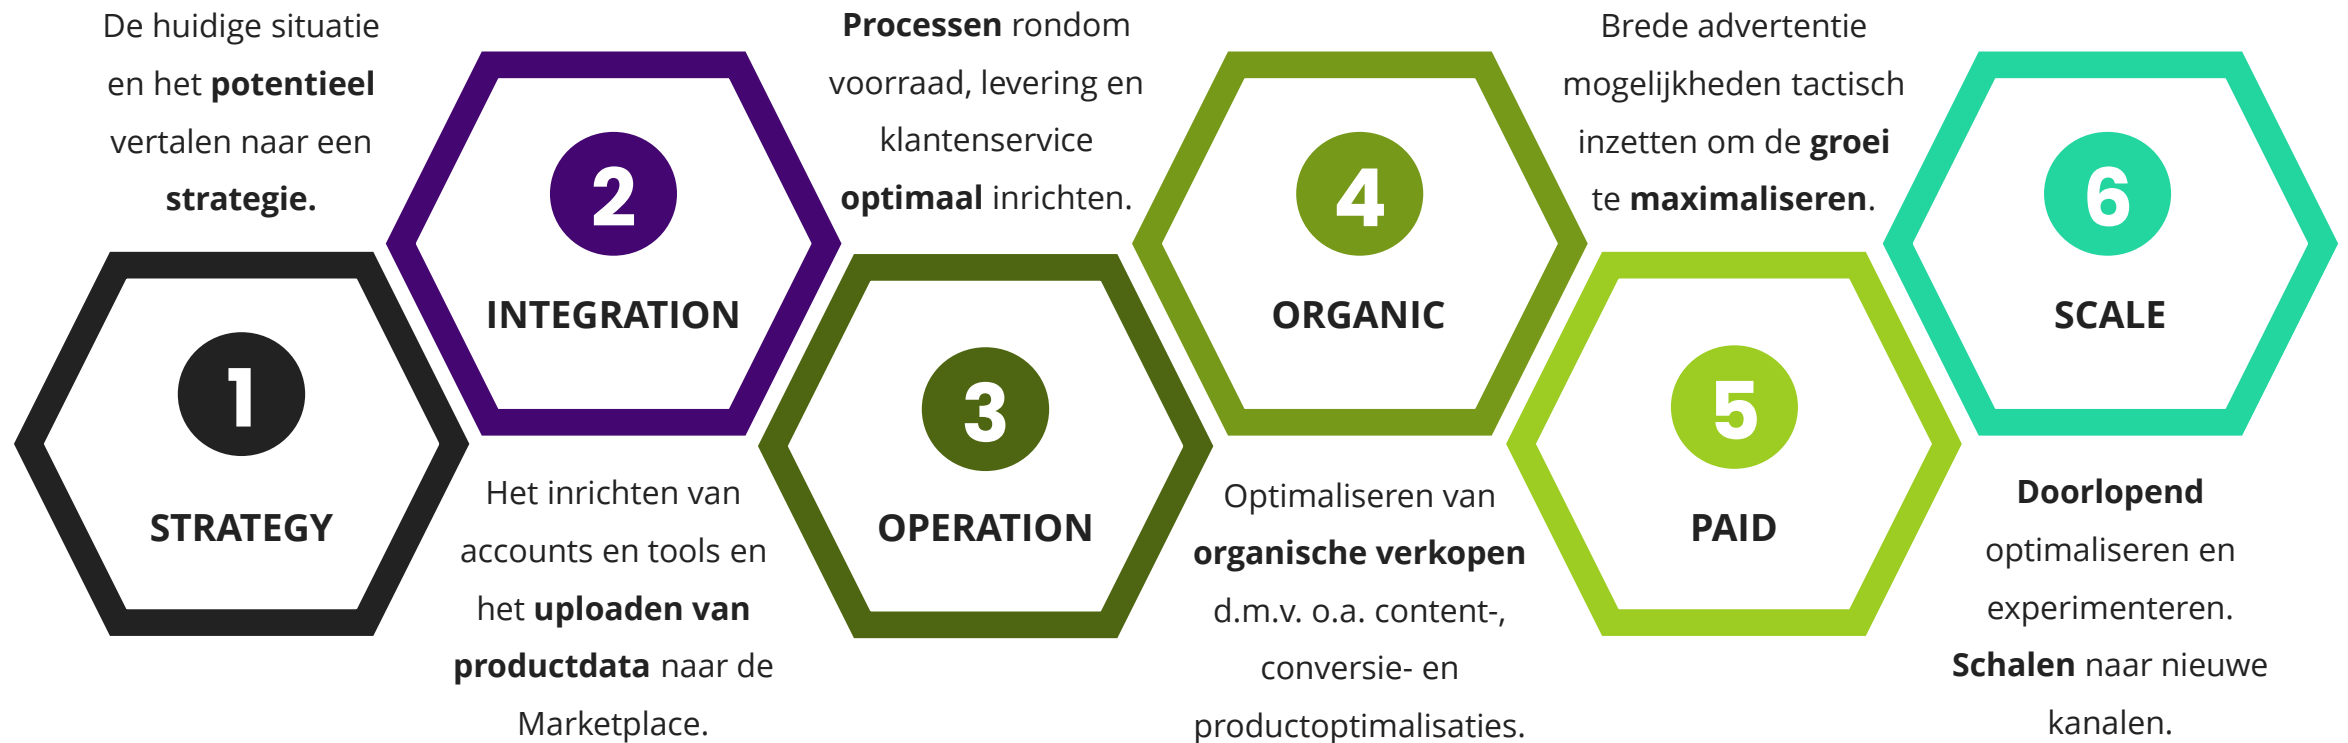 De huidige situatie
en het potentieel
vertalen naar een
strategie.
1
STRATEGY
2
INTEGRATION
Het inrichten van
accounts en tools en
het uploaden van
productdata naar de
Marketplace.
Processen rondom
voorraad, levering en
klantenservice
optimaal inrichten.
3
OPERATION
4
ORGANIC
Optimaliseren van
organische verkopen
d.m.v. o.a. content-,
conversie- en
productoptimalisaties.
Brede advertentie
mogelijkheden tactisch
inzetten om de groei
te maximaliseren.
5
PAID
6
SCALE
Doorlopend
optimaliseren en
experimenteren.
Schalen naar nieuwe
kanalen.